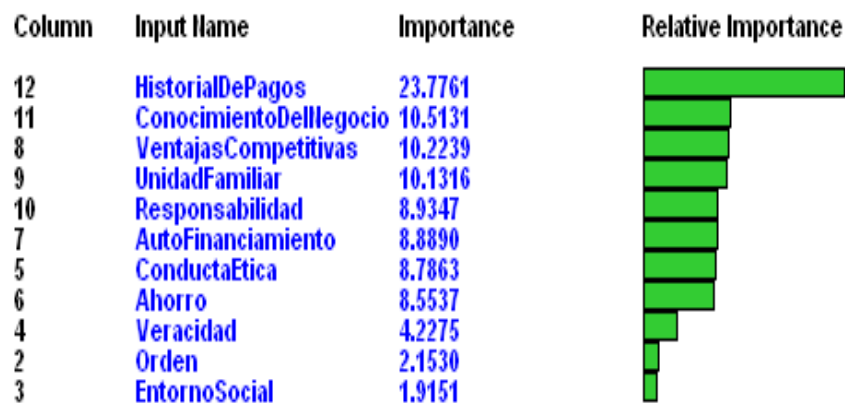 Column Input Name Importance Relative Importance
12 HistorialDePagos 23.7761
11 ConocimientoDelNegocio 10.5131
8 VentajasCompetitivas 10.2239
9 UnidadFamiliar 10.1316
10 Responsabilidad 8.9347
7 AutoFinanciamiento 8.8890
5 ConductaEtica 8.7863
6 Ahorro 8.5537
4 Veracidad 4.2275
2 Orden 2.1530
3 EntornoSocial 1.9151